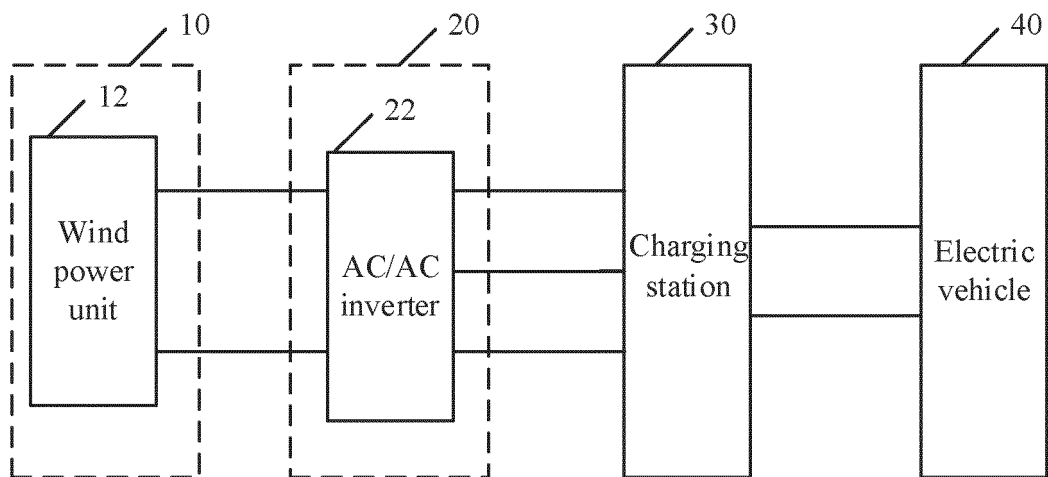 10
20
30
40
12
22
Wind
power
unit
AC/AC
inverter
Charging
station
Electric
vehicle